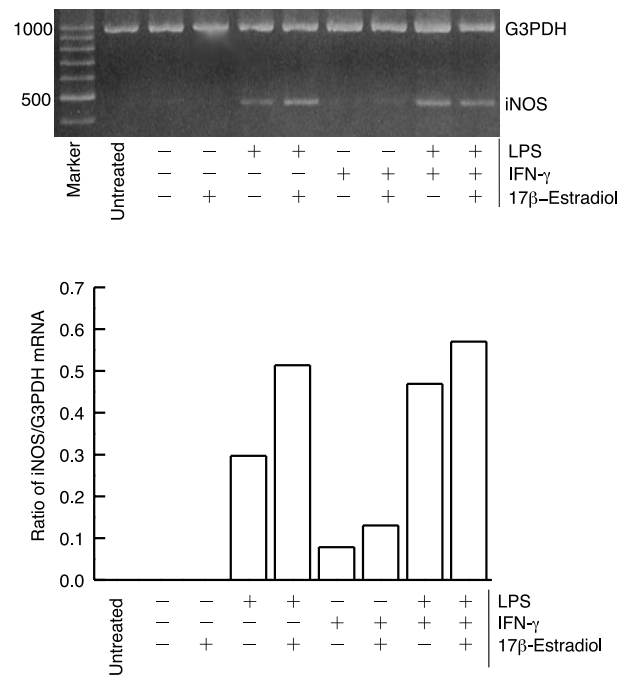 1000
G3PDH
500
iNOS
Marker
Untreated
− − + + − − + + LPS
− − − − + + + + IFN-γ
− + − + − + − + 17β−Estradiol
Ratio of iNOS/G3PDH mRNA
0.7
0.6
0.5
0.4
0.3
0.2
0.1
0.0
Untreated
− − + + − − + + LPS
− − − − + + + + IFN-γ
− + − + − + − + 17β-Estradiol